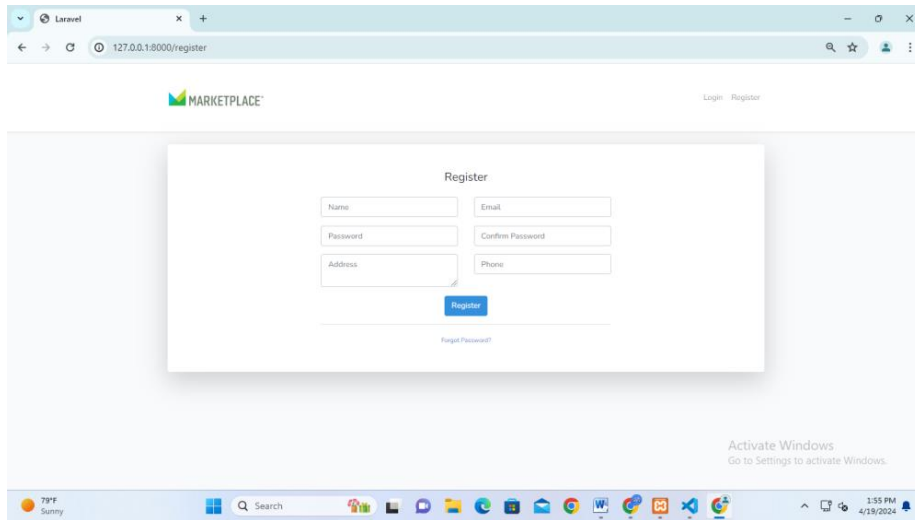 Laravel
127.0.0.1:8000/register
MARKETPLACE
Login Register
Register
Name Email
Password Confirm Password
Address Phone
Register
Forgot Password?
Activate Windows
Go to Settings to activate Windows.
79°F
Sunny
Search
1:55 PM
4/19/2024